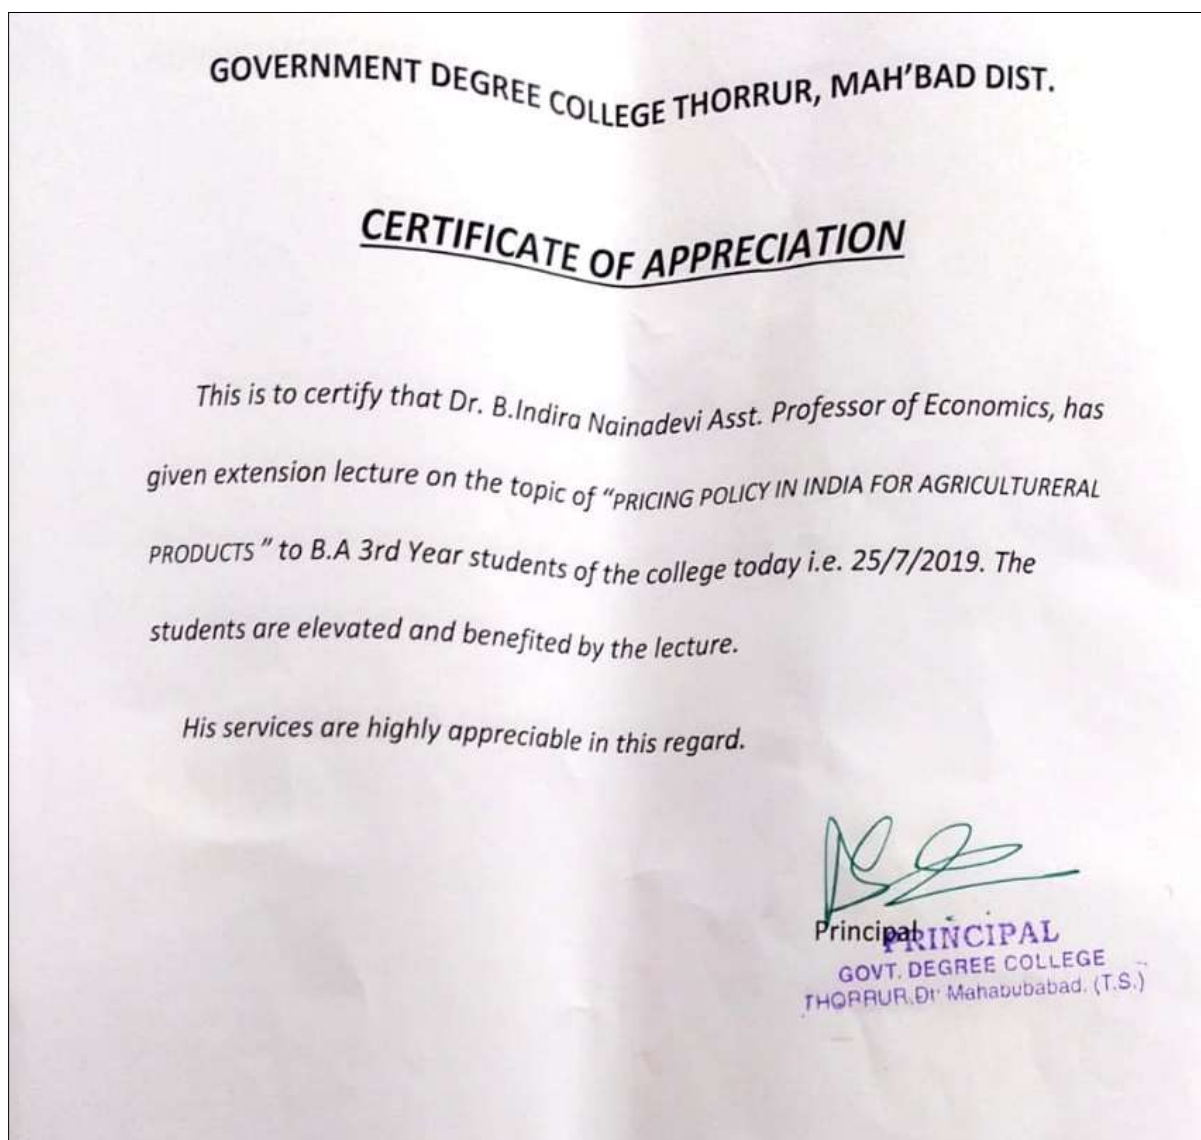 GOVERNMENT DEGREE COLLEGE THORRUR, MAH'BAD DIST.
CERTIFICATE OF APPRECIATION
This is to certify that Dr. B.Indira Nainadevi Asst. Professor of Economics, has
given extension lecture on the topic of "PRICING POLICY IN INDIA FOR AGRICULTURERAL
PRODUCTS " to B.A 3rd Year students of the college today i.e. 25/7/2019. The
students are elevated and benefited by the lecture.
His services are highly appreciable in this regard.
Principal
PRINCIPAL
GOVT. DEGREE COLLEGE
THORRUR, Dt Mahabubabad. (T.S.)